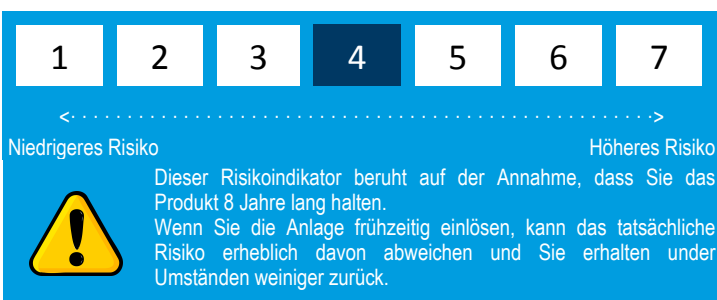 1 2 3 4 5 6 7
<· · · · · · · · · · · · · · · · · · · · · · · · · · · · · · · · · · · · · · · · · · · · · · · · · · · ·>
Niedrigeres Risiko Höheres Risiko
Dieser Risikoindikator beruht auf der Annahme, dass Sie das
Produkt 8 Jahre lang halten.
Wenn Sie die Anlage frühzeitig einlösen, kann das tatsächliche
Risiko erheblich davon abweichen und Sie erhalten under
Umständen weiniger zurück.